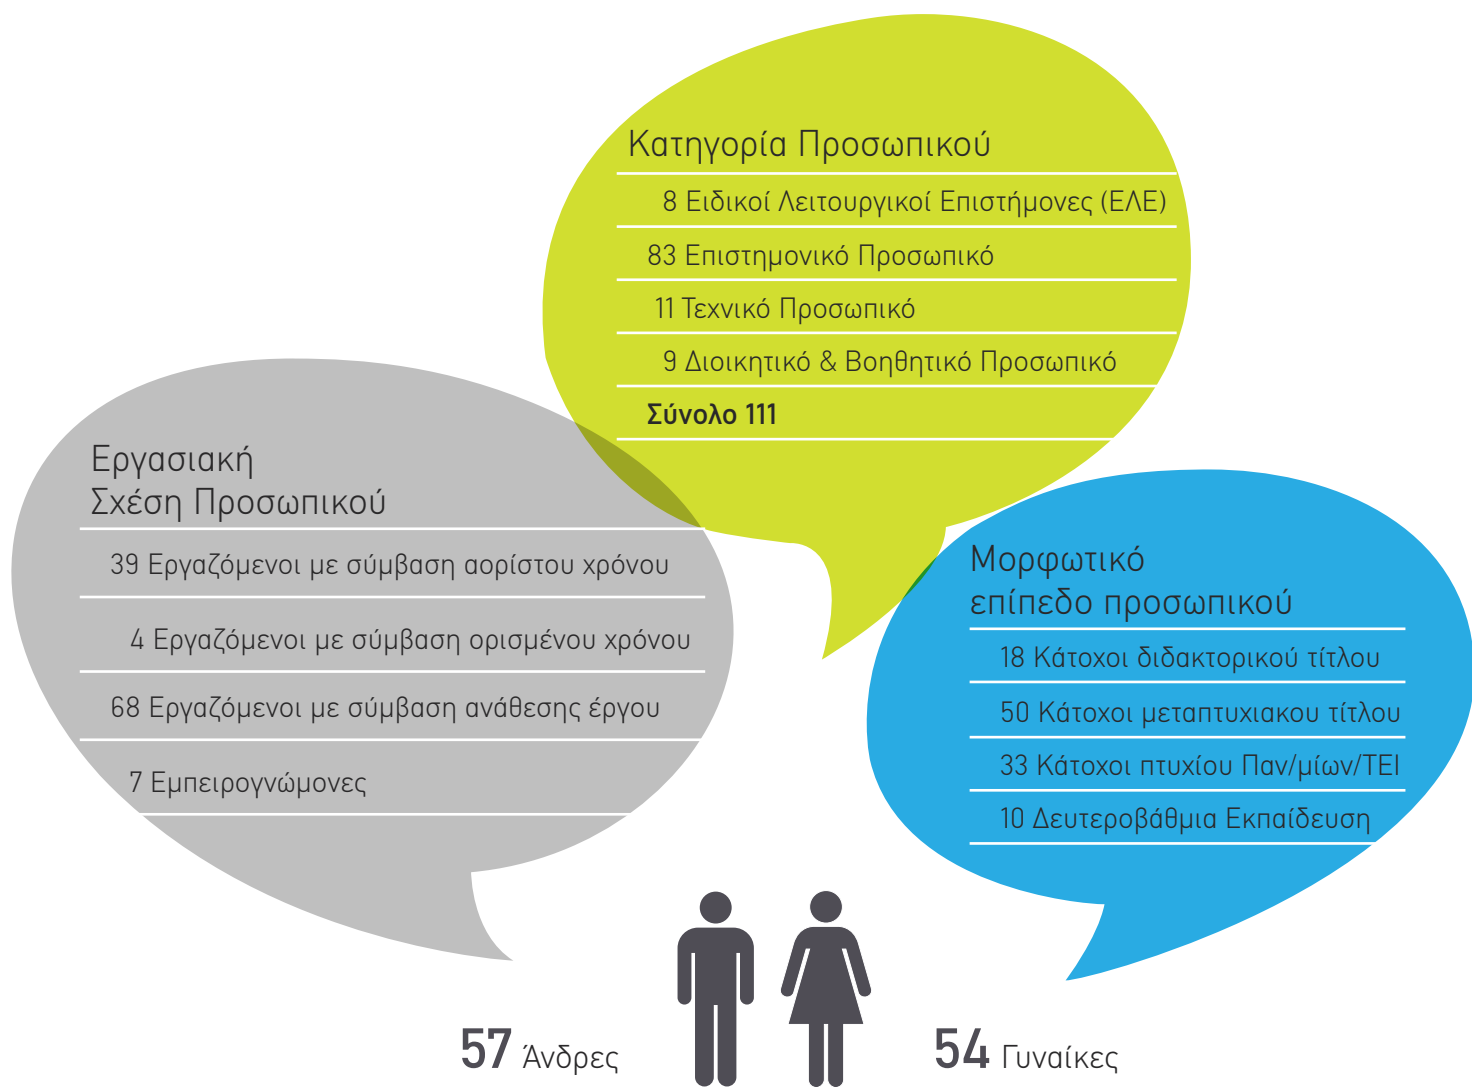 Κατηγορία Προσωπικού
8 Ειδικοί Λειτουργικοί Επιστήμονες (ΕΛΕ)
83 Επιστημονικό Προσωπικό
11 Τεχνικό Προσωπικό
9 Διοικητικό & Βοηθητικό Προσωπικό
Σύνολο 111
Εργασιακή
Σχέση Προσωπικού
39 Εργαζόμενοι με σύμβαση αορίστου χρόνου
4 Εργαζόμενοι με σύμβαση ορισμένου χρόνου
68 Εργαζόμενοι με σύμβαση ανάθεσης έργου
7 Εμπειρογνώμονες
Μορφωτικό
επίπεδο προσωπικού
18 Κάτοχοι διδακτορικού τίτλου
50 Κάτοχοι μεταπτυχιακου τίτλου
33 Κάτοχοι πτυχίου Παν/μίων/ΤΕΙ
10 Δευτεροβάθμια Εκπαίδευση
57 Άνδρες
54 Γυναίκες